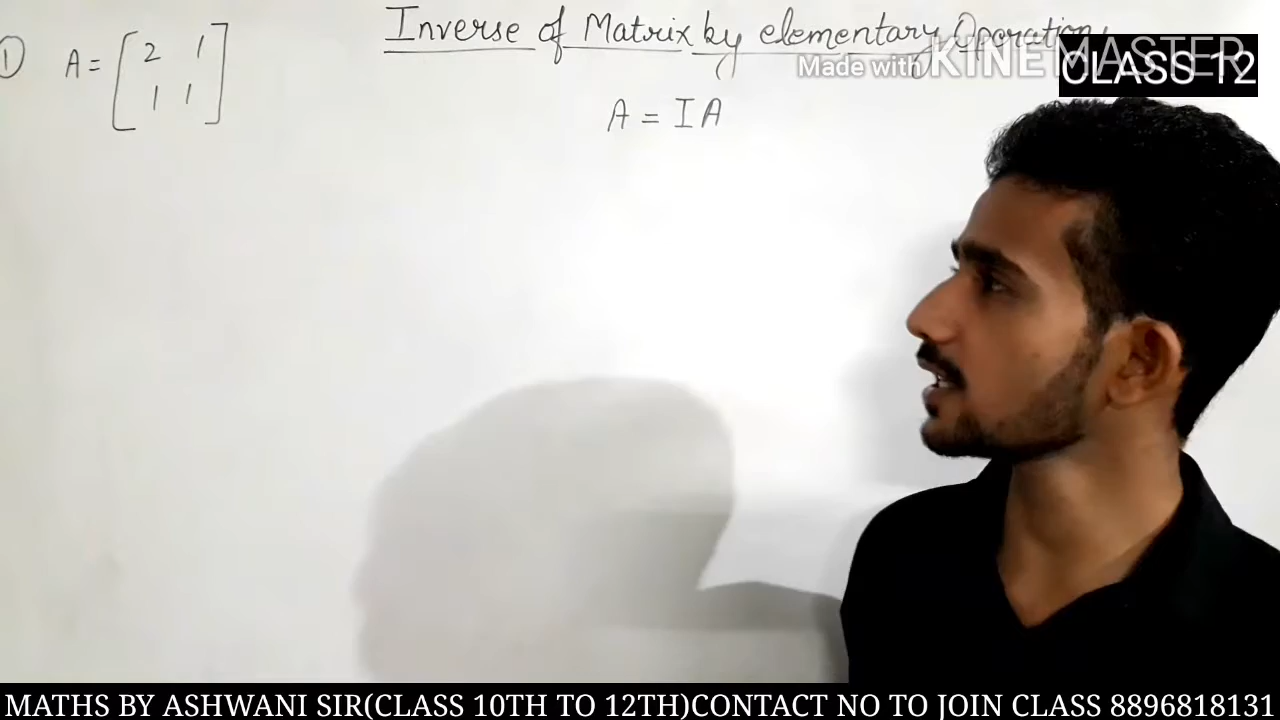 Inverse of Matrix by elementary Operation
Made with KINEMASTER
CLASS 12
① A = [ 2 1
1 1 ]
A = IA
MATHS BY ASHWANI SIR(CLASS 10TH TO 12TH)CONTACT NO TO JOIN CLASS 8896818131